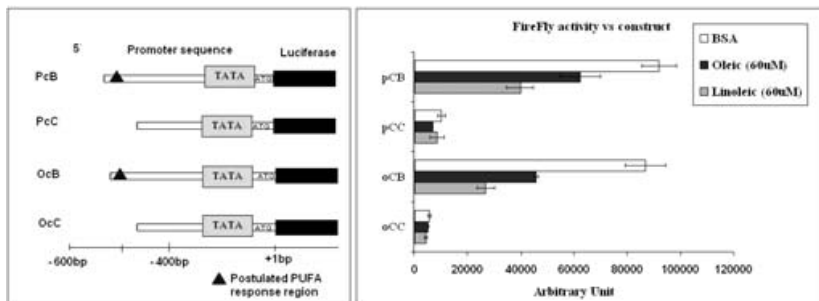 5`
Promoter sequence
Luciferase
PcB
TATA
ATG
PcC
TATA
ATG
OcB
TATA
ATG
OcC
TATA
ATG
-600bp
-400bp
+1bp
Postulated PUFA
response region
FireFly activity vs construct
BSA
Oleic (60uM)
Linoleic (60uM)
pCB
pCC
oCB
oCC
0 20000 40000 60000 80000 100000 120000
Arbitrary Unit